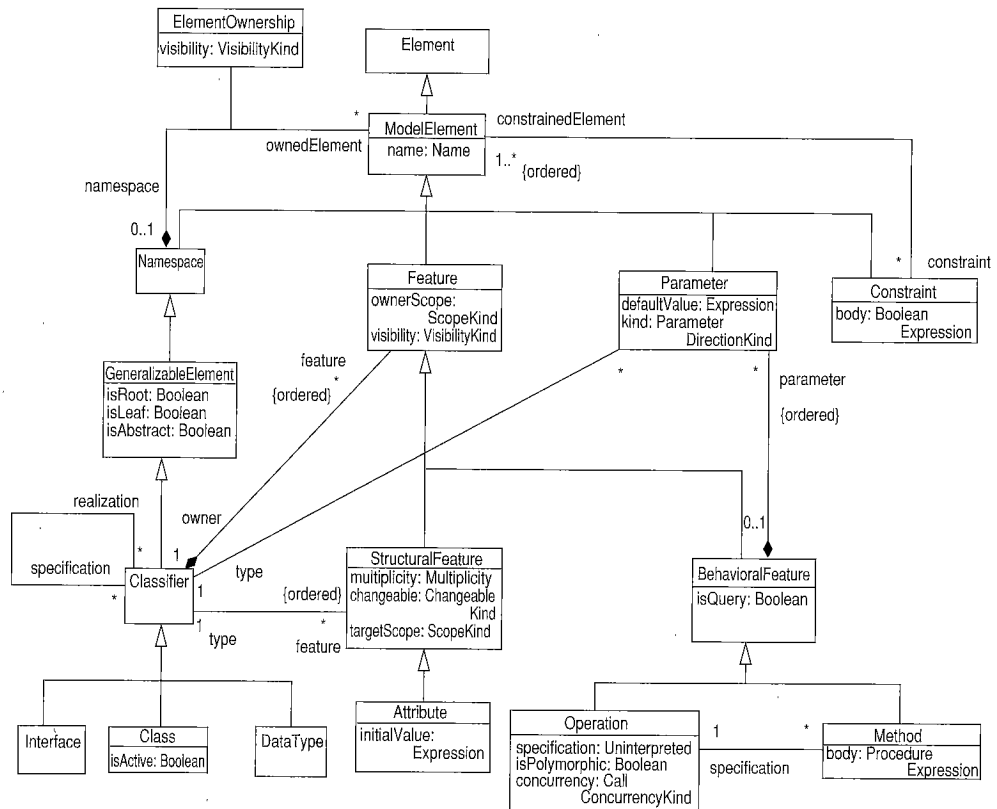 ElementOwnership
visibility: VisibilityKind
Element
*
ownedElement
ModelElement
name: Name
constrainedElement
1..*
{ordered}
namespace
0..1
Namespace
Feature
ownerScope:
ScopeKind
visibility: VisibilityKind
Parameter
defaultValue: Expression
kind: Parameter
DirectionKind
*
constraint
Constraint
body: Boolean
Expression
GeneralizableElement
isRoot: Boolean
isLeaf: Boolean
isAbstract: Boolean
feature
*
{ordered}
*
*
parameter
{ordered}
realization
*
specification
*
owner
1
Classifier
type
1
1
type
{ordered}
*
feature
StructuralFeature
multiplicity: Multiplicity
changeable: Changeable
Kind
targetScope: ScopeKind
0..1
BehavioralFeature
isQuery: Boolean
Interface
Class
isActive: Boolean
DataType
Attribute
initialValue:
Expression
Operation
specification: Uninterpreted
isPolymorphic: Boolean
concurrency: Call
ConcurrencyKind
1
*
specification
Method
body: Procedure
Expression